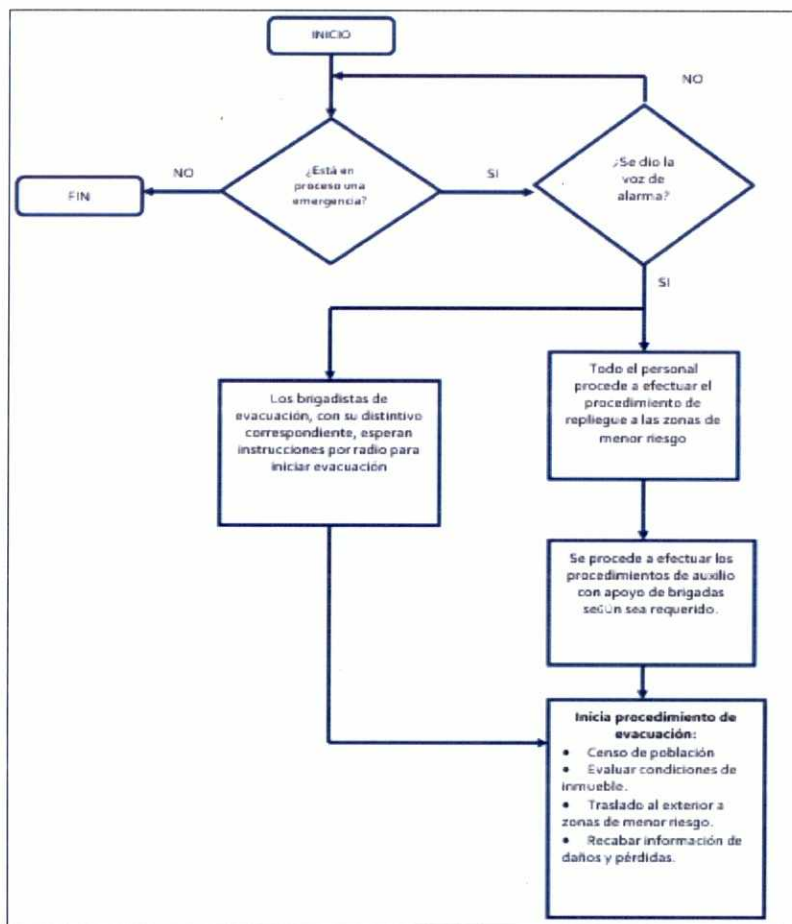 INICIO
NO
¿Está en
proceso una
emergencia?
NO
SI
¿Se dio la
voz de
alarma?
FIN
SI
Los brigadistas de
evacuación, con su distintivo
correspondiente, esperan
instrucciones por radio para
iniciar evacuación
Todo el personal
procede a efectuar el
procedimiento de
repliegue a las zonas de
menor riesgo
Se procede a efectuar los
procedimientos de auxilio
con apoyo de brigadas
seGÚn sea requerido.
Inicia procedimiento de
evacuación:
• Censo de población
• Evaluar condiciones de
inmueble.
• Traslado al exterior a
zonas de menor riesgo.
• Recabar información de
daños y pérdidas.